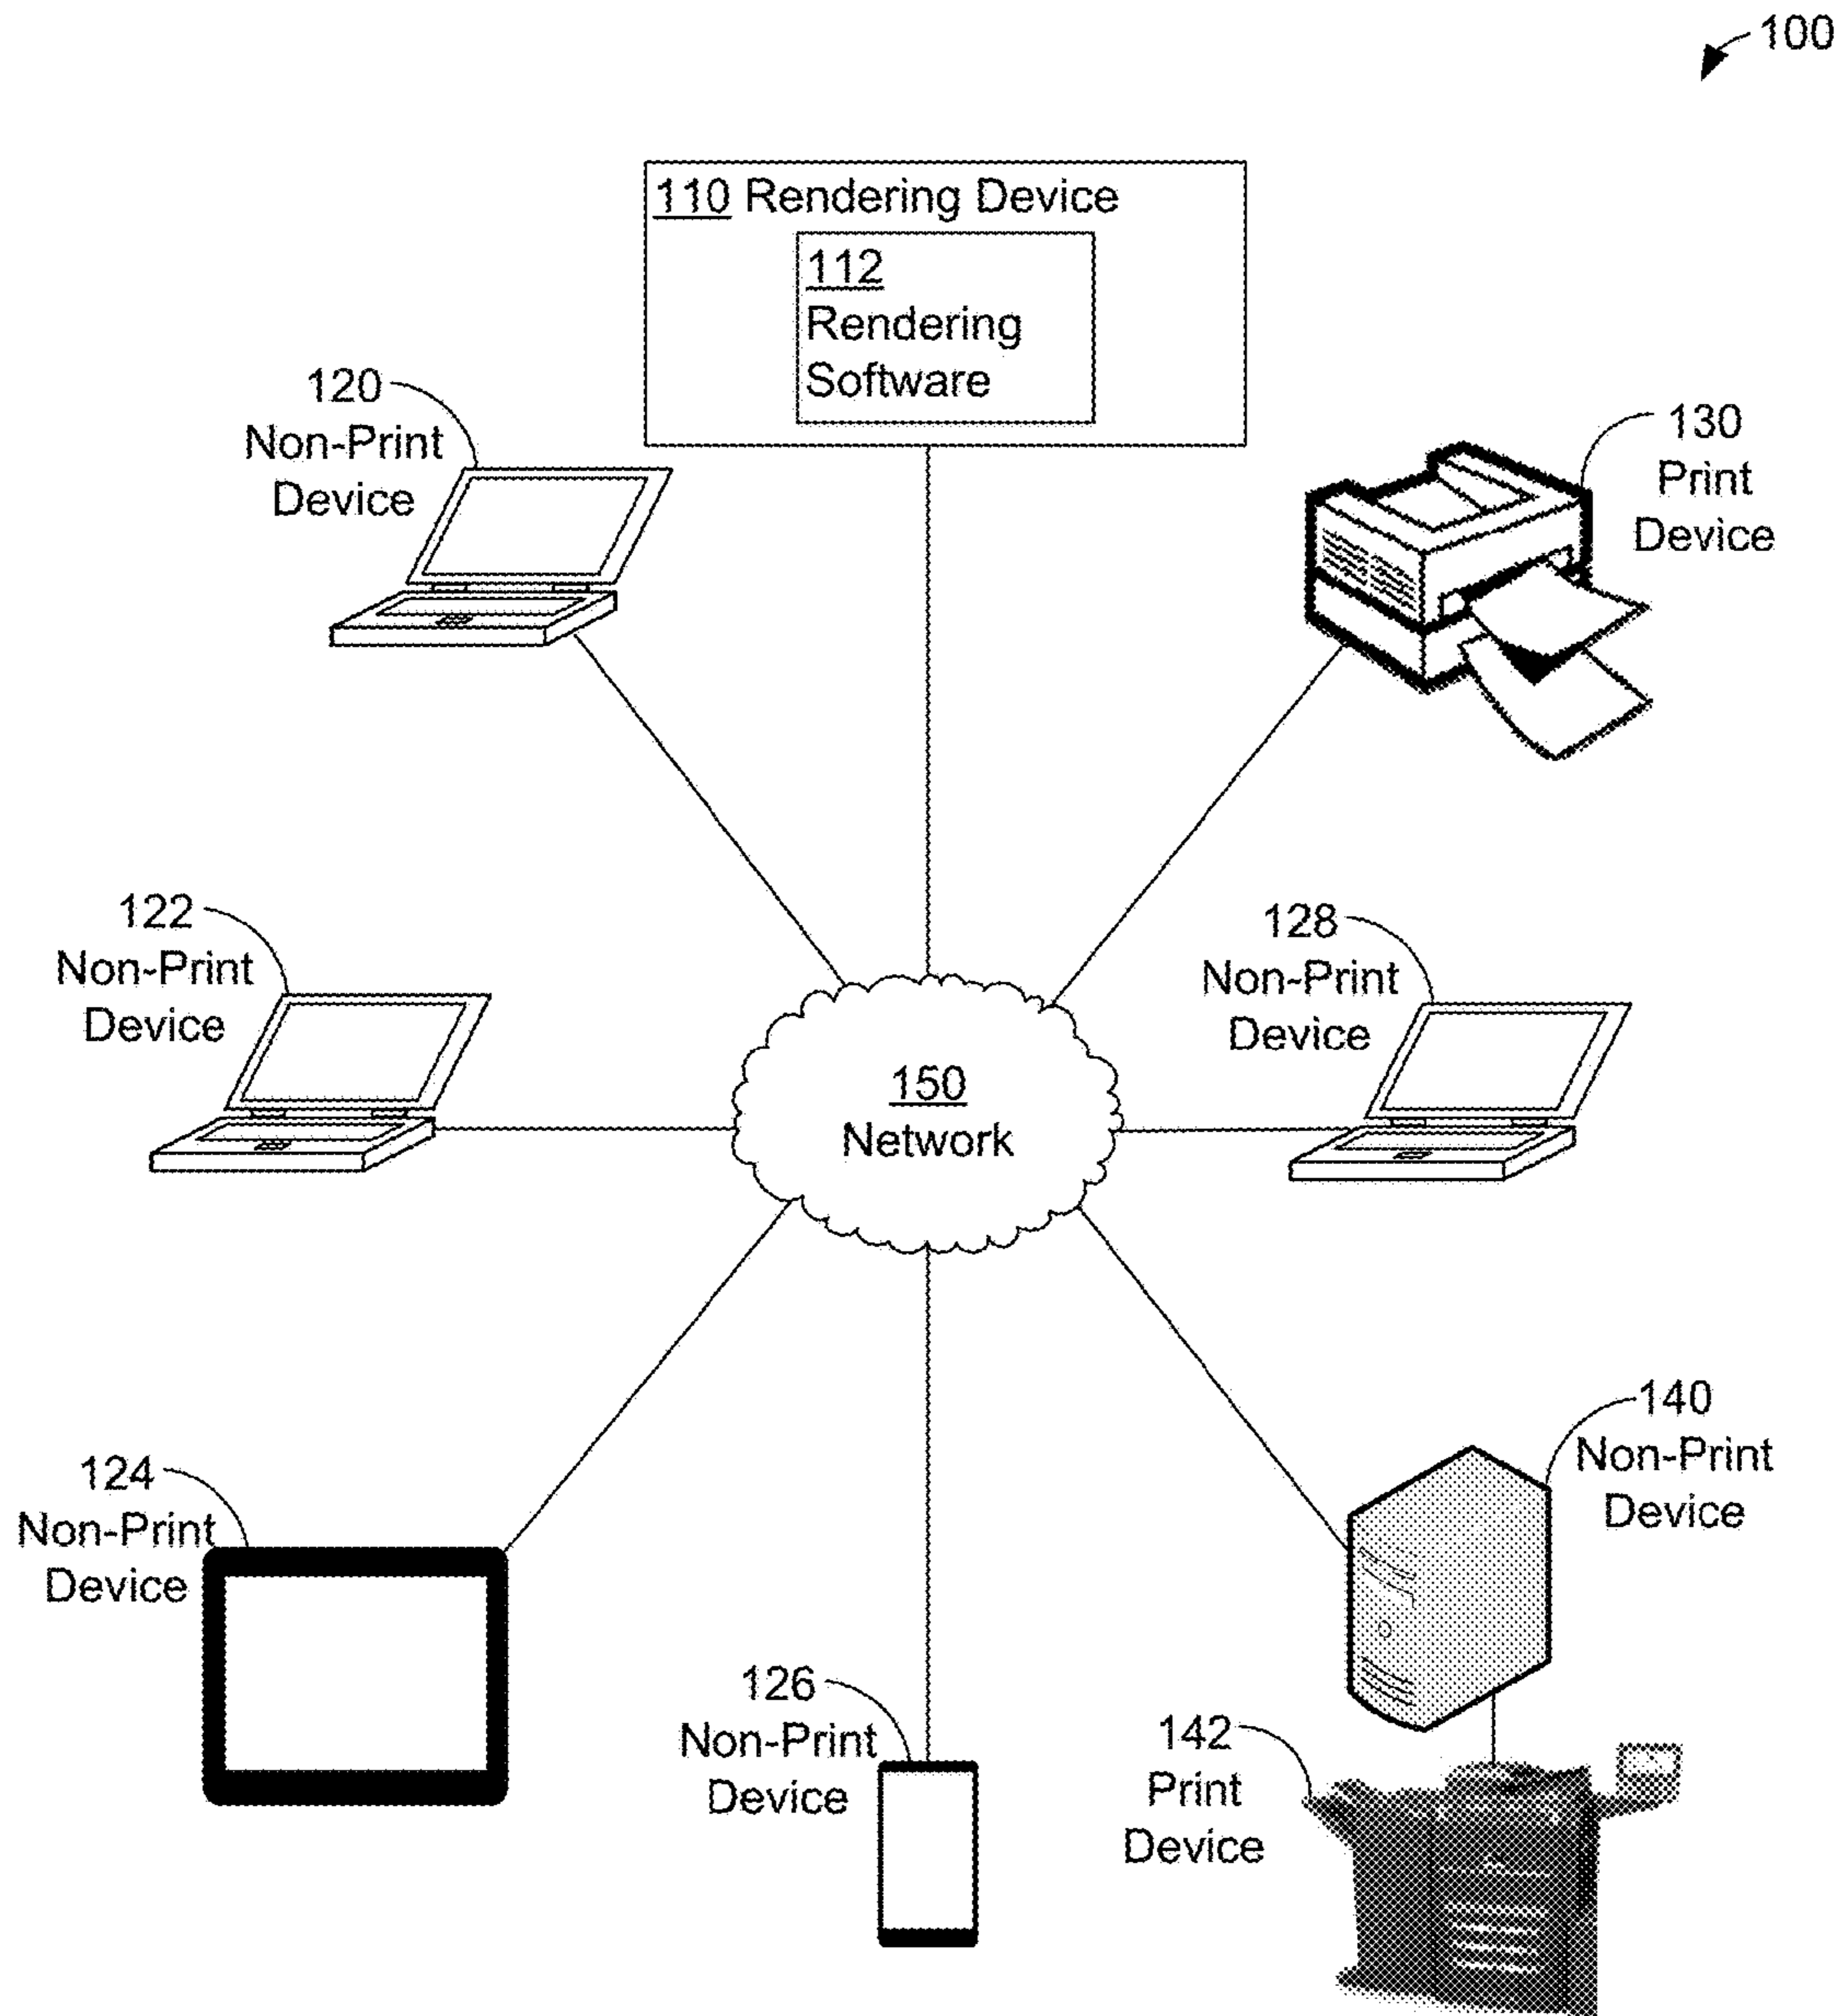 100
110 Rendering Device
112
Rendering
Software
120
Non-Print
Device
130
Print
Device
122
Non-Print
Device
128
Non-Print
Device
150
Network
124
Non-Print
Device
140
Non-Print
Device
126
Non-Print
Device
142
Print
Device